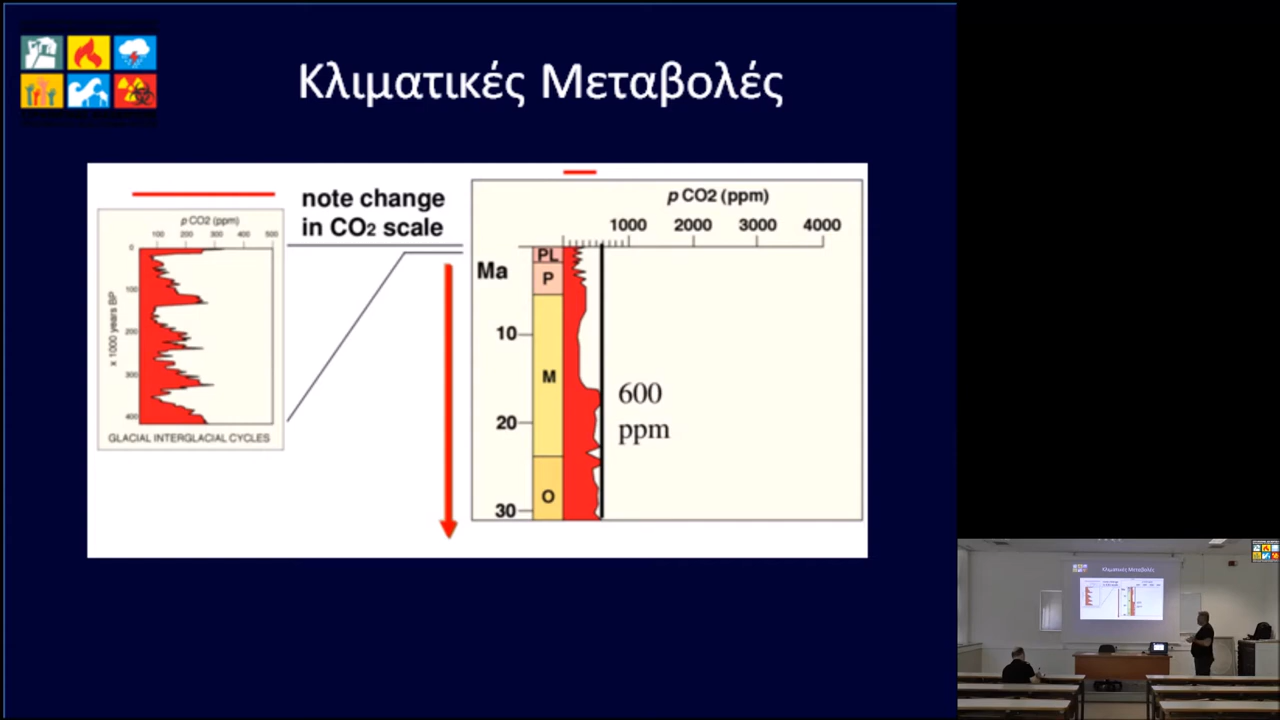 Κλιματικές Μεταβολές
note change
in CO2 scale
p CO2 (ppm)
100 200 300 400 500
0
100
200
300
400
x 1000 years BP
GLACIAL INTERGLACIAL CYCLES
p CO2 (ppm)
1000 2000 3000 4000
Ma
PL
P
10
M
20
O
30
600
ppm
Κλιματικές Μεταβολές